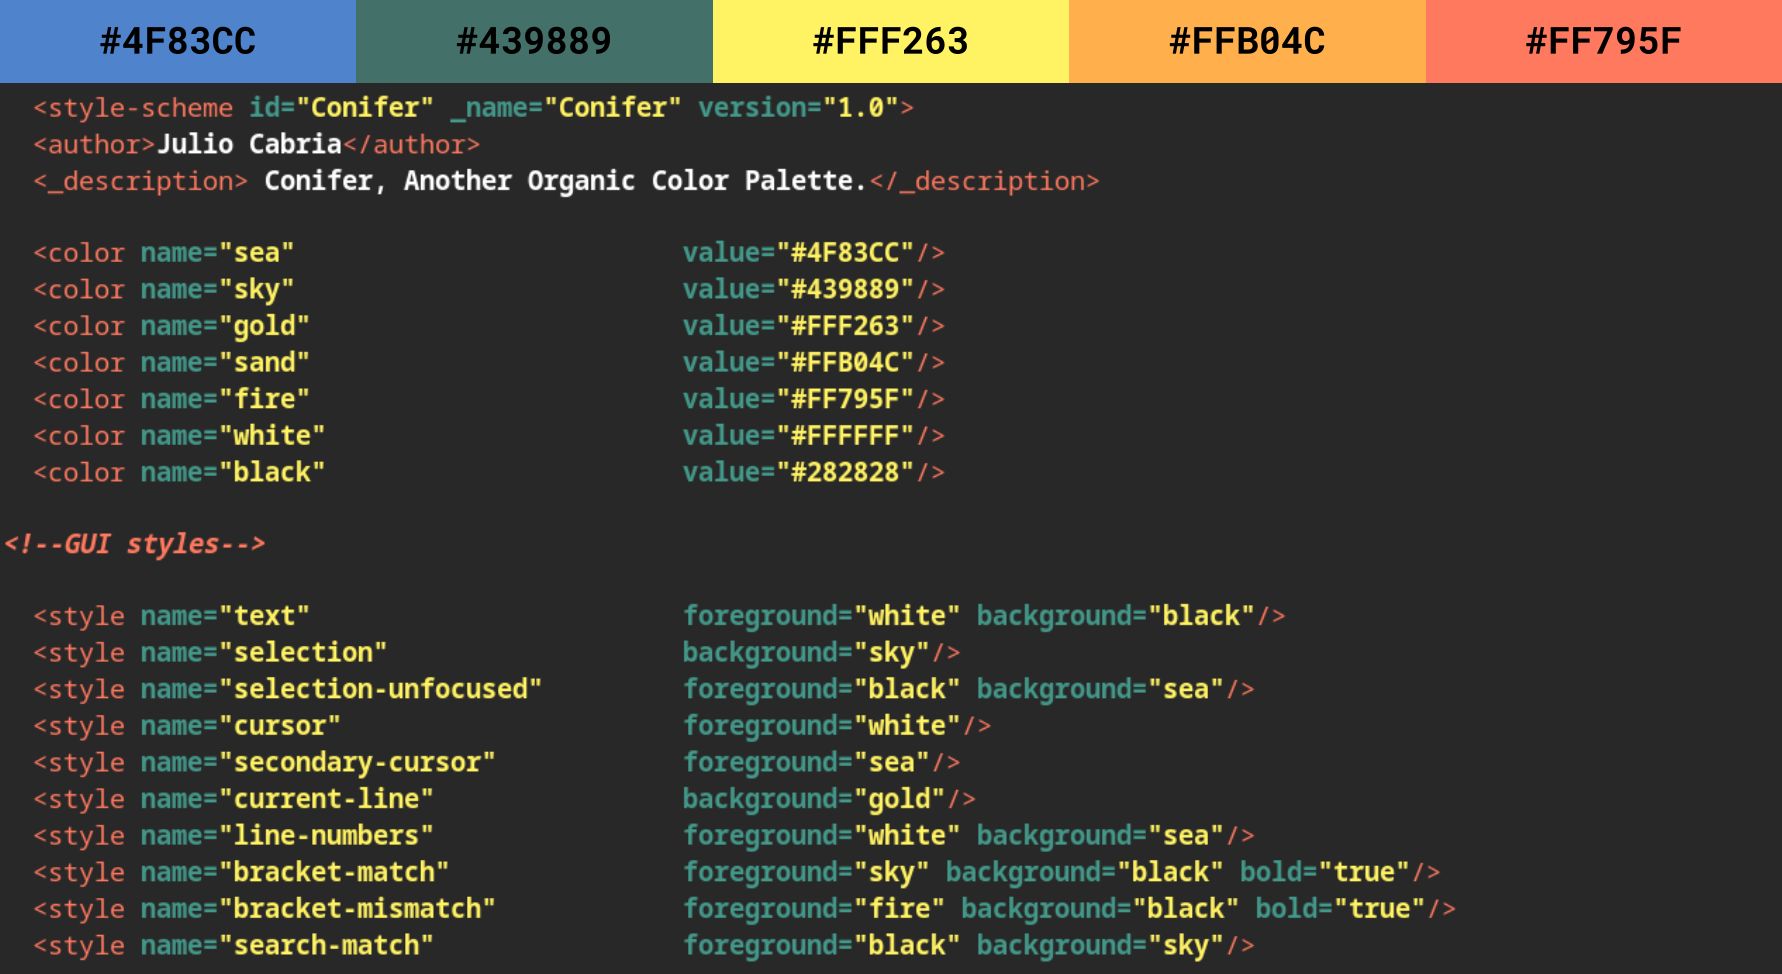 #4F83CC #439889 #FFF263 #FFB04C #FF795F
<style-scheme id="Conifer" _name="Conifer" version="1.0">
<author>Julio Cabria</author>
<_description> Conifer, Another Organic Color Palette.</_description>
<color name="sea" value="#4F83CC"/>
<color name="sky" value="#439889"/>
<color name="gold" value="#FFF263"/>
<color name="sand" value="#FFB04C"/>
<color name="fire" value="#FF795F"/>
<color name="white" value="#FFFFFF"/>
<color name="black" value="#282828"/>
<!--GUI styles-->
<style name="text" foreground="white" background="black"/>
<style name="selection" background="sky"/>
<style name="selection-unfocused" foreground="black" background="sea"/>
<style name="cursor" foreground="white"/>
<style name="secondary-cursor" foreground="sea"/>
<style name="current-line" background="gold"/>
<style name="line-numbers" foreground="white" background="sea"/>
<style name="bracket-match" foreground="sky" background="black" bold="true"/>
<style name="bracket-mismatch" foreground="fire" background="black" bold="true"/>
<style name="search-match" foreground="black" background="sky"/>